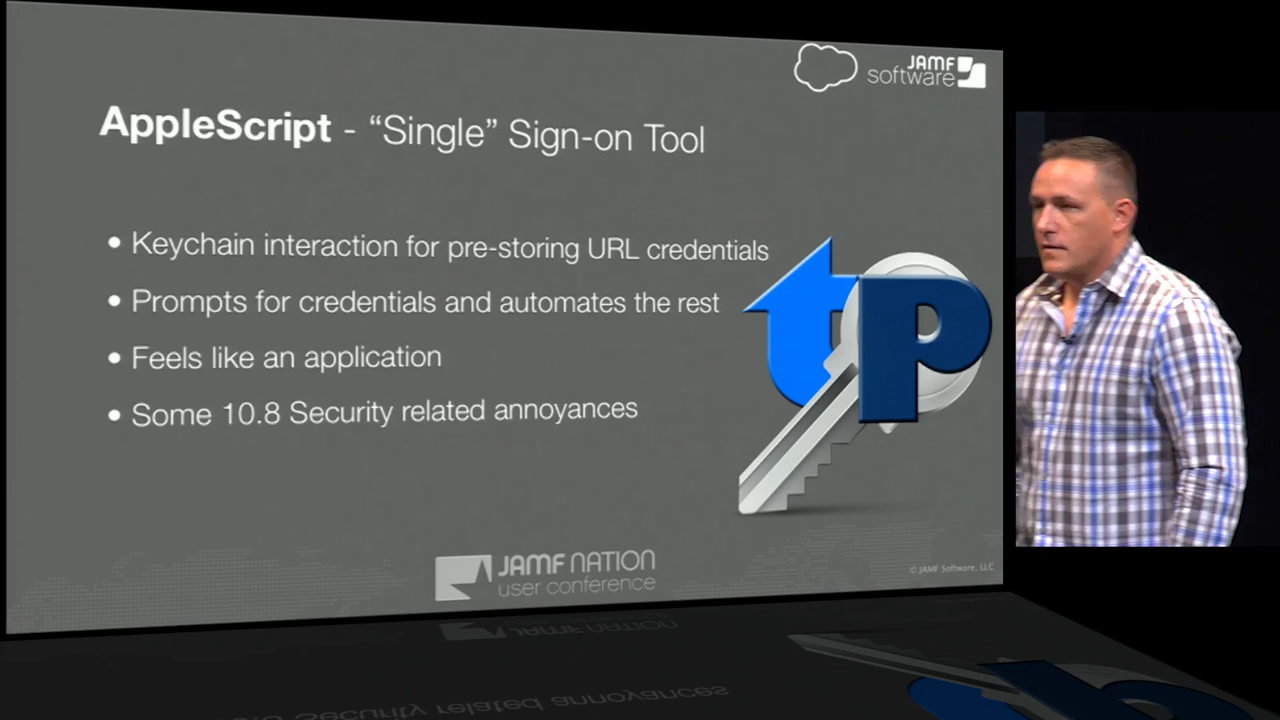 JAMF
software
AppleScript - “Single” Sign-on Tool
• Keychain interaction for pre-storing URL credentials
• Prompts for credentials and automates the rest
• Feels like an application
• Some 10.8 Security related annoyances
tp
JAMF NATION
user conference
© JAMF Software, LLC